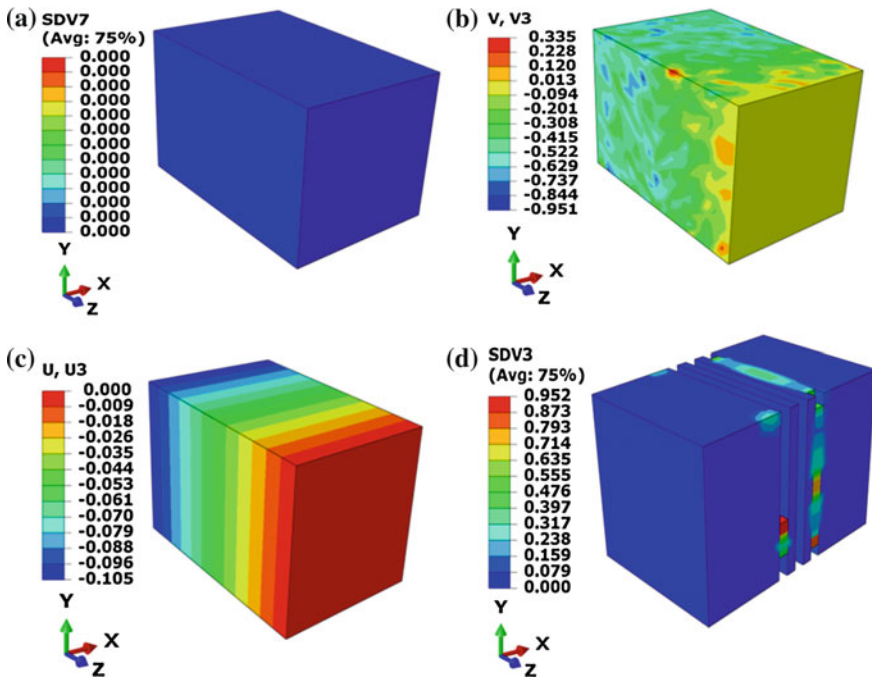 (a) SDV7
(Avg: 75%)
0.000
0.000
0.000
0.000
0.000
0.000
0.000
0.000
0.000
0.000
0.000
0.000
0.000
Y
X
Z
(b) V, V3
0.335
0.228
0.120
0.013
-0.094
-0.201
-0.308
-0.415
-0.522
-0.629
-0.737
-0.844
-0.951
Y
X
Z
(c) U, U3
0.000
-0.009
-0.018
-0.026
-0.035
-0.044
-0.053
-0.061
-0.070
-0.079
-0.088
-0.096
-0.105
Y
X
Z
(d) SDV3
(Avg: 75%)
0.952
0.873
0.793
0.714
0.635
0.555
0.476
0.397
0.317
0.238
0.159
0.079
0.000
Y
X
Z